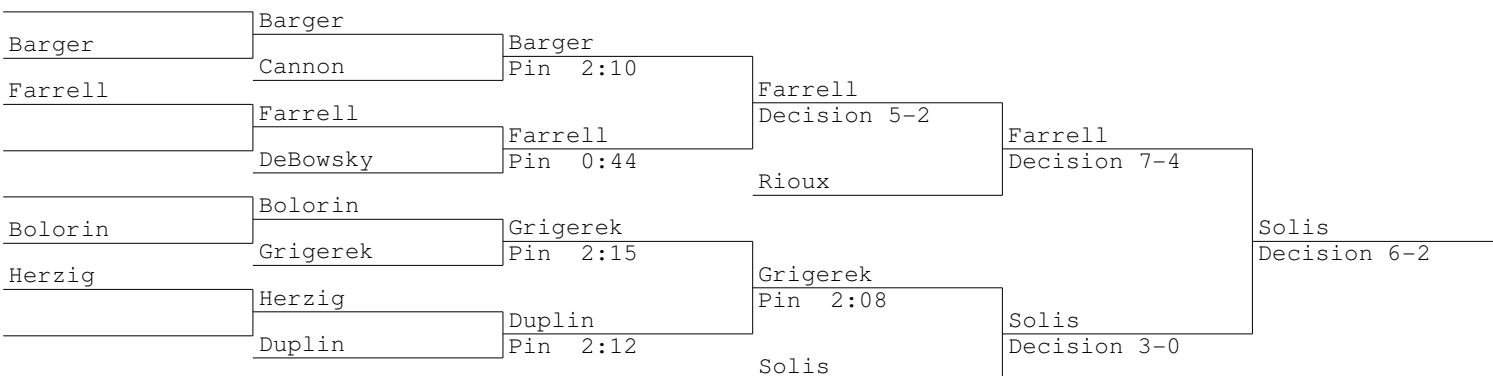 Barger
Farrell
Bolorin
Herzig
Barger
Cannon
Farrell
DeBowsky
Bolorin
Grigerek
Herzig
Duplin
Barger
Pin 2:10
Farrell
Pin 0:44
Grigerek
Pin 2:15
Duplin
Pin 2:12
Farrell
Decision 5-2
Rioux
Grigerek
Pin 2:08
Solis
Farrell
Decision 7-4
Solis
Decision 3-0
Solis
Decision 6-2